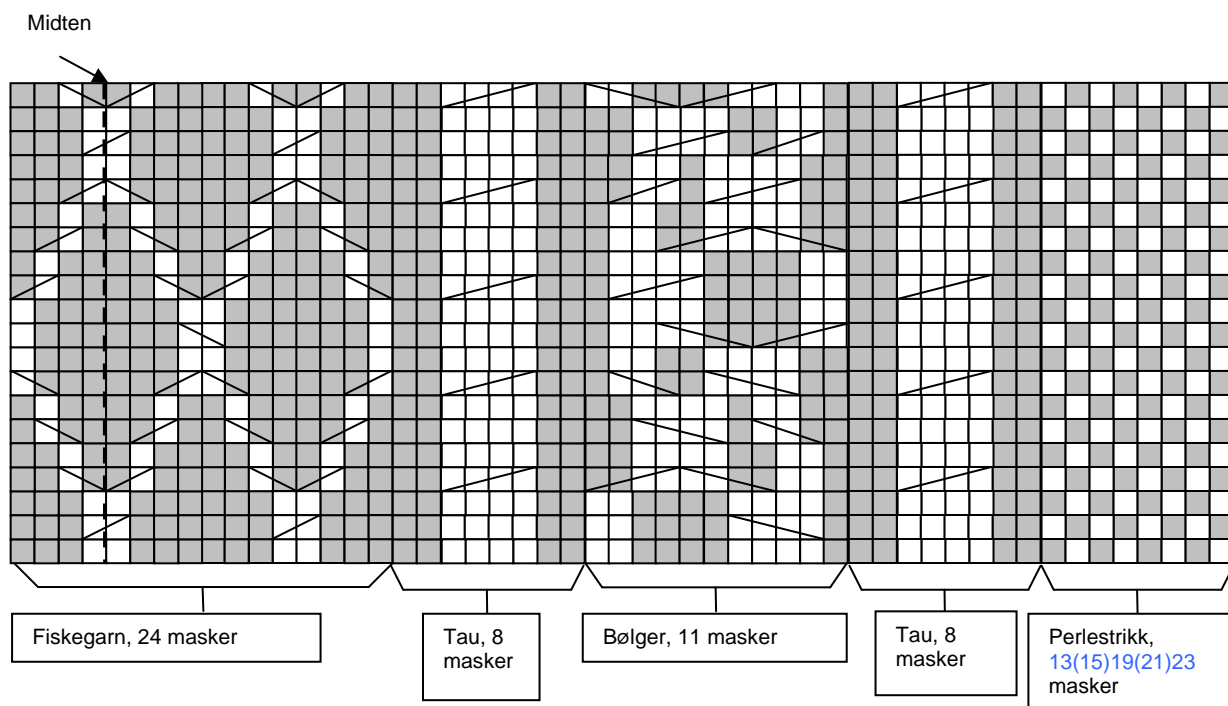 Midten
Fiskegarn, 24 masker
Tau, 8
masker
Bølger, 11 masker
Tau, 8
masker
Perlestrikk,
13(15)19(21)23
masker